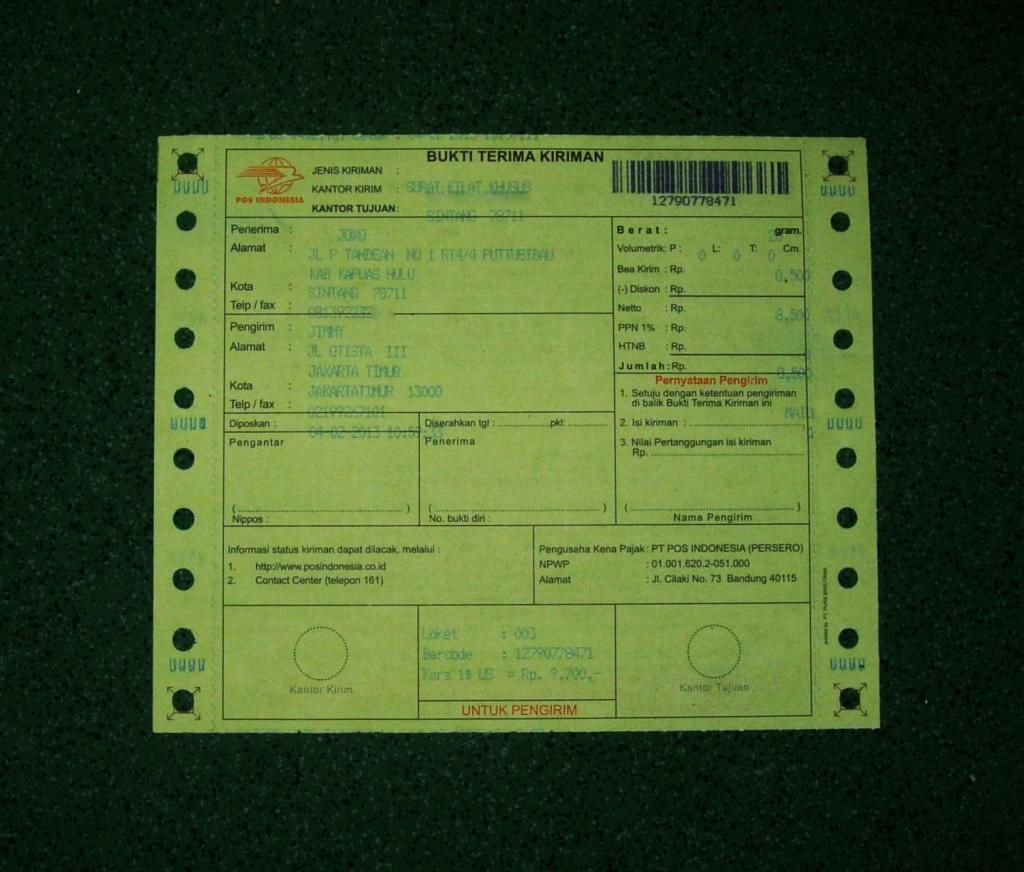 BUKTI TERIMA KIRIMAN
POS INDONESIA
JENIS KIRIMAN :
KANTOR KIRIM : SURAT KILAT KHUSUS
KANTOR TUJUAN: SINTANG 78711
12790778471
Penerima : JOKO
Alamat : JL P TANDEAN NO 1 RT4/4 PUTTUSIBAU
KAB KAPUAS HULU
Kota : SINTANG 78711
Telp / fax :
Pengirim : JIMMY
Alamat : JL OTISTA III
JAKARTA TIMUR
Kota : JAKARTATIMUR 13000
Telp / fax : 02199267101
Berat: 20 gram.
Volumetrik: P : 0 L: 0 T: 0 Cm.
Bea Kirim : Rp. 8,500
(-) Diskon : Rp.
Netto : Rp. 8,500
PPN 1% : Rp.
HTNB : Rp.
Jumlah:Rp. 8,500
Pernyataan Pengirim
1. Setuju dengan ketentuan pengiriman
di balik Bukti Terima Kiriman ini
2. Isi kiriman :
3. Nilai Pertanggungan isi kiriman
Rp.
(........................) 
Nama Pengirim
Diposkan : 04-02-2013
Diserahkan tgl : ..............pkl: ..........
Pengantar
Penerima
(........................)
(........................)
Nippos :
No. bukti diri :
Informasi status kiriman dapat dilacak, melalui :
1. http://www.posindonesia.co.id
2. Contact Center (telepon 161)
Pengusaha Kena Pajak : PT POS INDONESIA (PERSERO)
NPWP : 01.001.620.2-051.000
Alamat : Jl. Cilaki No. 73 Bandung 40115
Kantor Kirim
Loket : 003
Barcode : 12790778471
Kurs 1$ US = Rp. 9,700,-
UNTUK PENGIRIM
Kantor Tujuan